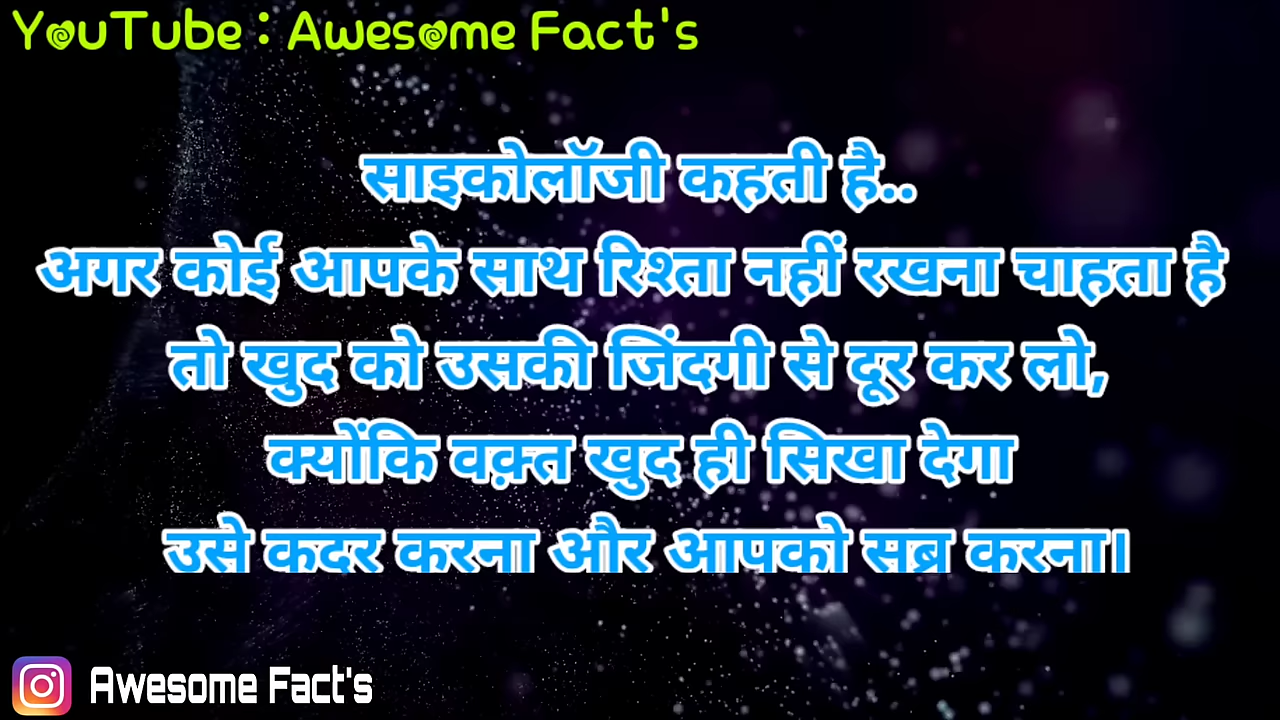 YouTube : Awesome Fact's
साइकोलॉजी कहती है..
अगर कोई आपके साथ रिश्ता नहीं रखना चाहता है
तो खुद को उसकी जिंदगी से दूर कर लो,
क्योंकि वक़्त खुद ही सिखा देगा
उसे कदर करना और आपको सब्र करना।
Awesome Fact's